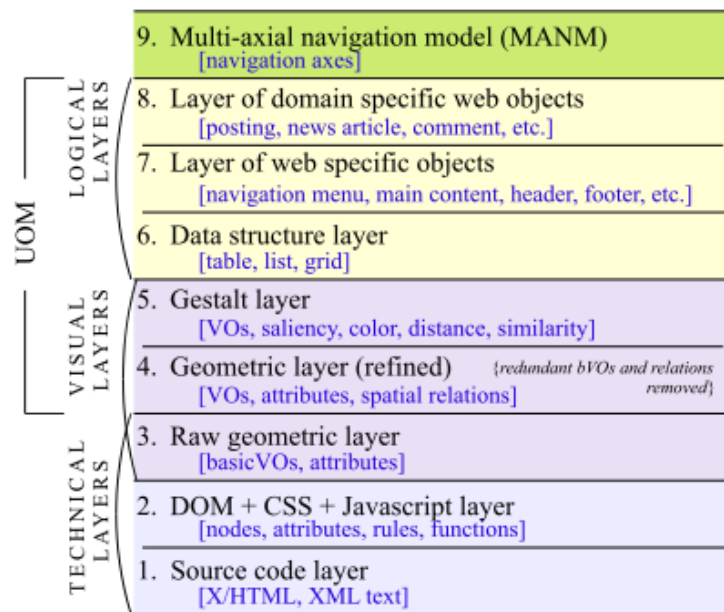 9. Multi-axial navigation model (MANM)
[navigation axes]
8. Layer of domain specific web objects
[posting, news article, comment, etc.]
7. Layer of web specific objects
[navigation menu, main content, header, footer, etc.]
6. Data structure layer
[table, list, grid]
5. Gestalt layer
[VOs, saliency, color, distance, similarity]
4. Geometric layer (refined)
{redundant bVOs and relations
removed}
[VOs, attributes, spatial relations]
3. Raw geometric layer
[basicVOs, attributes]
2. DOM + CSS + Javascript layer
[nodes, attributes, rules, functions]
1. Source code layer
[X/HTML, XML text]
UOM
LOGICAL
LAYERS
VISUAL
LAYERS
TECHNICAL
LAYERS